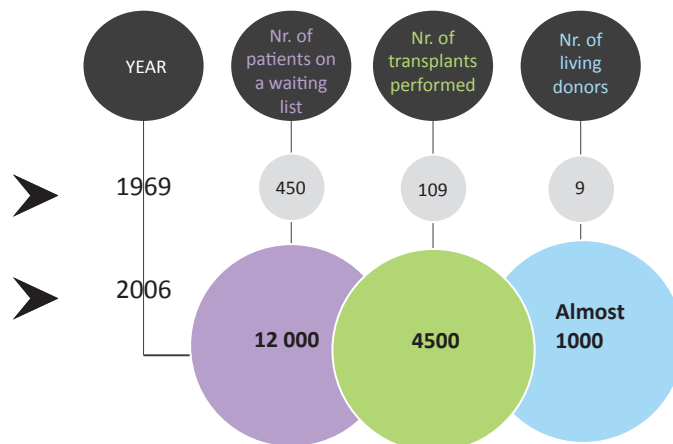 YEAR
Nr. of
patients on
a waiting
list
Nr. of
transplants
performed
Nr. of
living
donors
1969
450
109
9
2006
12 000
4500
Almost
1000